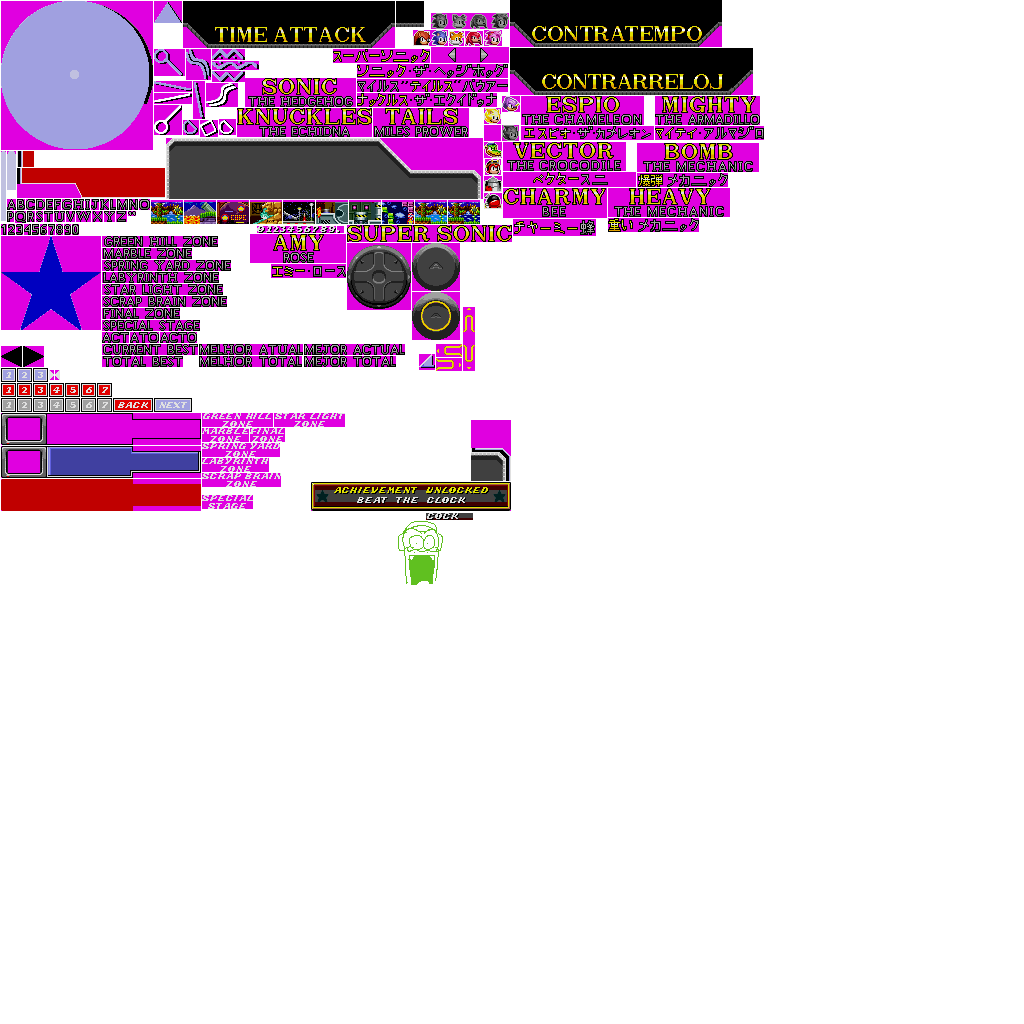 TIME ATTACK
CONTRATEMPO
スーパーソニック
ソニック・ザ・ヘッジホッグ
CONTRARRELOJ
SONIC
THE HEDGEHOG
マイルス"テイルス"パウアー
ナックルス・ザ・エクイドゥナ
ESPIO
THE CHAMELEON
MIGHTY
THE ARMADILLO
KNUCKLES
THE ECHIDNA
TAILS
MILES PROWER
エスピオ・ザ・カメレオン
マイティ・アルマジロ
VECTOR
THE CROCODILE
BOMB
THE MECHANIC
ベクタースニ
爆弾 メカニック
CHARMY
BEE
HEAVY
THE MECHANIC
チャーミー蜂
重い メカニック
ABCDEFGHIJKLMNO
PQRSTUVWXYZ"
1234567890
0123456789.
SUPER SONIC
AMY
ROSE
エミー・ロース
GREEN HILL ZONE
MARBLE ZONE
SPRING YARD ZONE
LABYRINTH ZONE
STAR LIGHT ZONE
SCRAP BRAIN ZONE
FINAL ZONE
SPECIAL STAGE
ACTATOACTO
CURRENT BEST MELHOR ATUAL MEJOR ACTUAL
TOTAL BEST MELHOR TOTAL MEJOR TOTAL
1 2 3
1 2 3 4 5 6 7
1 2 3 4 5 6 7 BACK NEXT
GREEN HILL
ZONE
STAR LIGHT
ZONE
MARBLE
ZONE
FINAL
ZONE
SPRING YARD
ZONE
LABYRINTH
ZONE
SCRAP BRAIN
ZONE
SPECIAL
STAGE
ACHIEVEMENT UNLOCKED
BEAT THE CLOCK
COCK